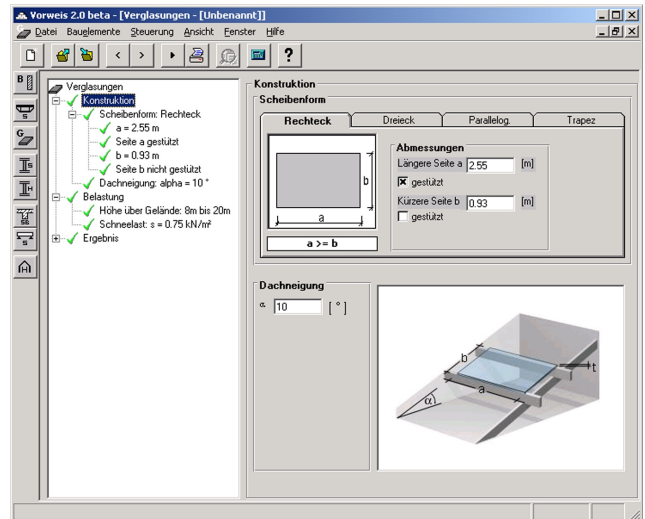 Vorweis 2.0 beta - [Verglasungen - [Unbenannt]]
Datei Bauelemente Steuerung Ansicht Fenster Hilfe
< > ?
B
S
G
S
H
SB
S
H
Verglasungen
Konstruktion
Scheibenform: Rechteck
a = 2.55 m
Seite a gestützt
b = 0.93 m
Seite b nicht gestützt
Dachneigung: alpha = 10 °
Belastung
Höhe über Gelände: 8m bis 20m
Schneelast: s = 0.75 kN/m²
Ergebnis
Konstruktion
Scheibenform
Rechteck Dreieck Parallelog. Trapez
b
a
a >= b
Abmessungen
Längere Seite a 2.55 [m]
gestützt
Kürzere Seite b 0.93 [m]
gestützt
Dachneigung
α 10 [ ° ]
b
t
a
α